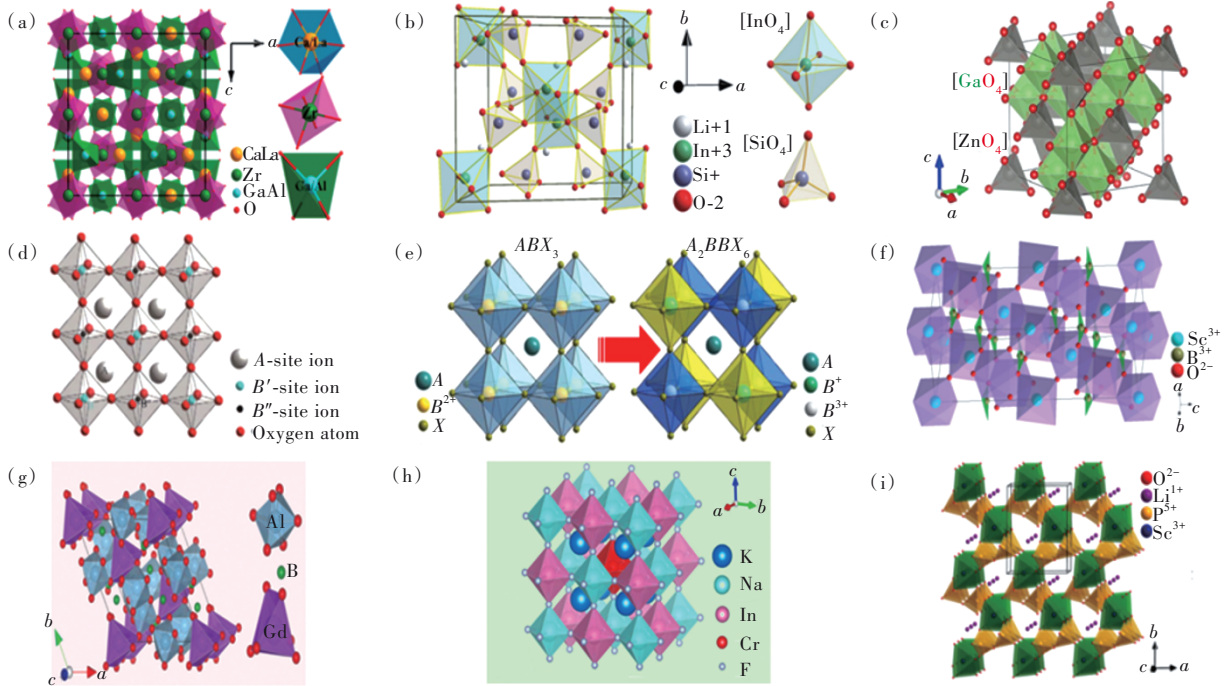 (a)
a
c
Ca/La
Zr
Ga/Al
CaLa
Zr
GaAl
O
(b)
b
c
a
Li+1
In+3
Si+
O-2
[InO4]
[SiO4]
(c)
[GaO4]
[ZnO4]
c
b
a
(d)
A-site ion
B′-site ion
B″-site ion
Oxygen atom
(e)
ABX3
A2BBX6
A
B2+
X
A
B+
B3+
X
(f)
Sc3+
B3+
O2-
a
c
b
(g)
Al
B
Gd
b
c
a
(h)
c
a
b
K
Na
In
Cr
F
(i)
O2-
Li1+
P5+
Sc3+
b
c
a